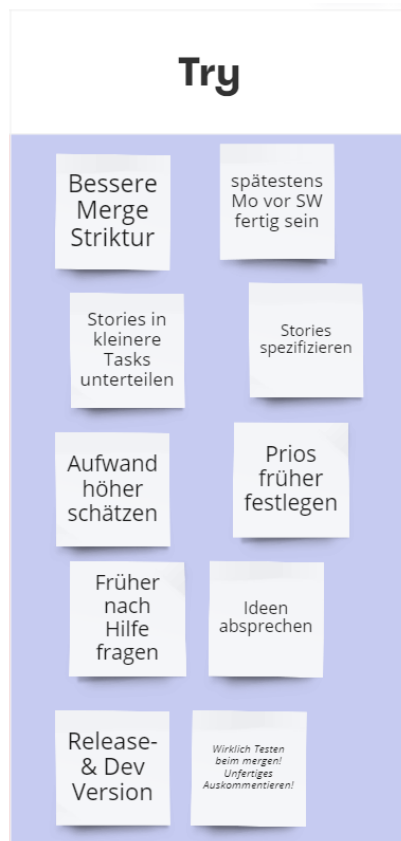 Try
Bessere
Merge
Striktur
spätestens
Mo vor SW
fertig sein
Stories in
kleinere
Tasks
unterteilen
Stories
spezifizieren
Aufwand
höher
schätzen
Prios
früher
festlegen
Früher
nach
Hilfe
fragen
Ideen
absprechen
Release-
& Dev
Version
Wirklich Testen
beim mergen!
Unfertiges
Auskommentieren!